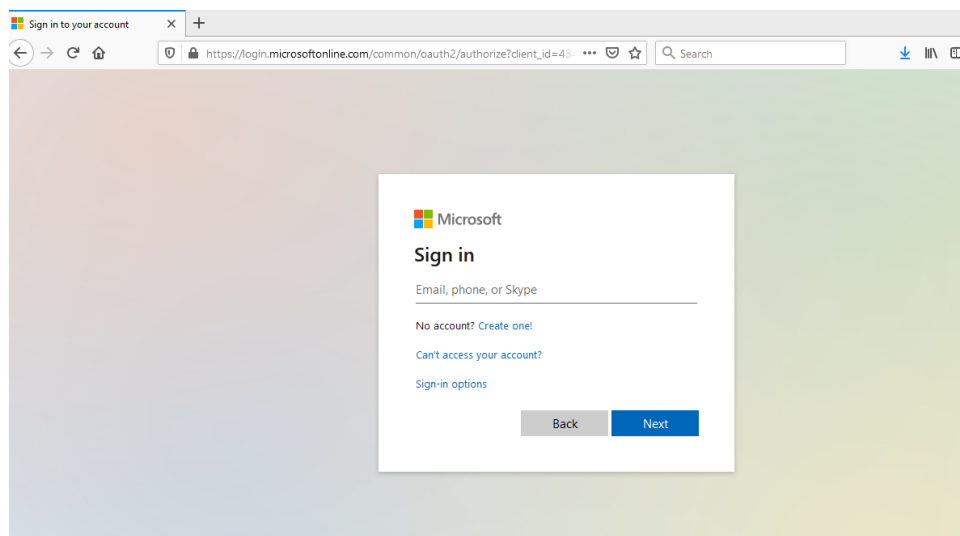 Sign in to your account
https://login.microsoftonline.com/common/oauth2/authorize?client_id=434
Search
Microsoft
Sign in
Email, phone, or Skype
No account? Create one!
Can't access your account?
Sign-in options
Back
Next